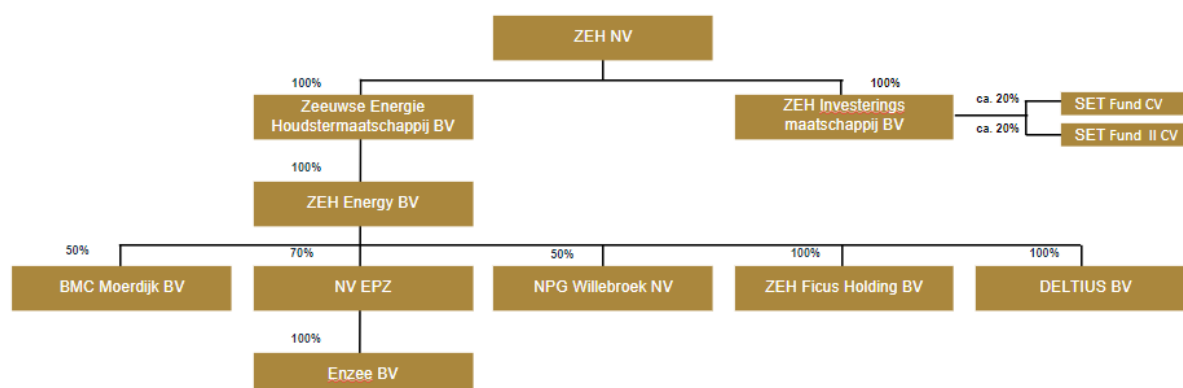 ZEH NV
100%
100%
Zeeuwse Energie
Houdstermaatschappij BV
ZEH Investerings
maatschappij BV
ca. 20%
SET Fund CV
ca. 20%
SET Fund II CV
100%
ZEH Energy BV
50%
70%
50%
100%
100%
BMC Moerdijk BV
NV EPZ
NPG Willebroek NV
ZEH Ficus Holding BV
DELTIUS BV
100%
Enzee BV